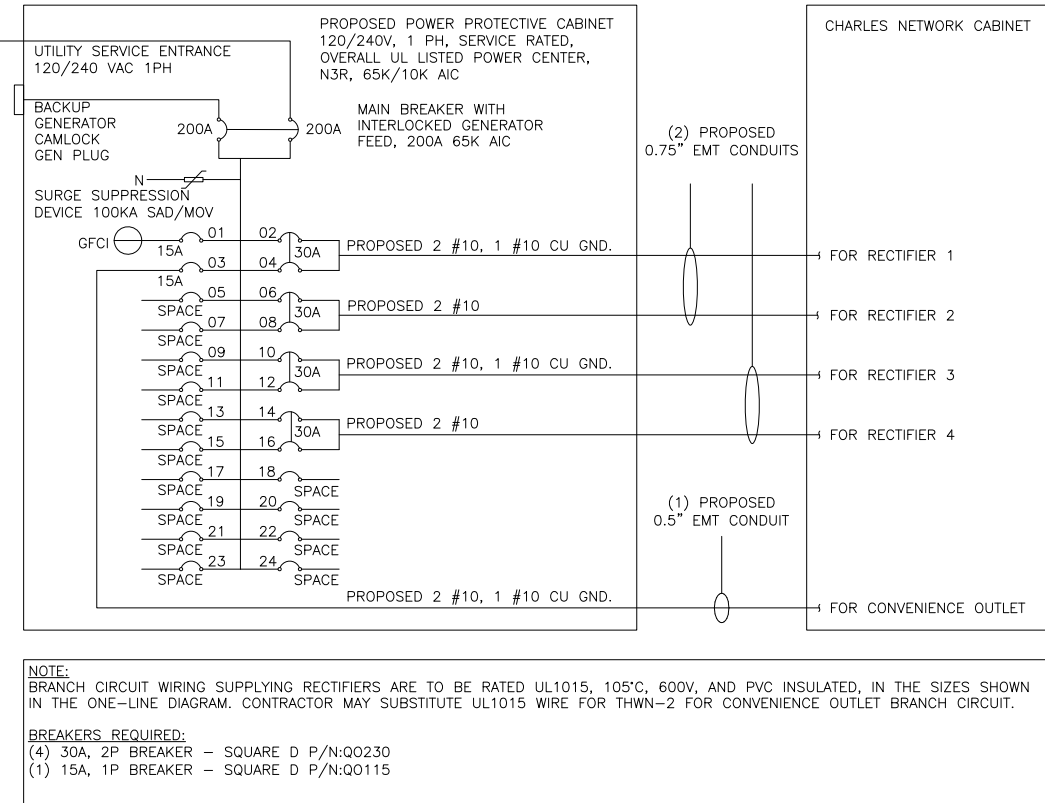 PROPOSED POWER PROTECTIVE CABINET
120/240V, 1 PH, SERVICE RATED,
OVERALL UL LISTED POWER CENTER,
N3R, 65K/10K AIC
CHARLES NETWORK CABINET
UTILITY SERVICE ENTRANCE
120/240 VAC 1PH
BACKUP
GENERATOR
CAMLOCK
GEN PLUG
200A
200A
MAIN BREAKER WITH
INTERLOCKED GENERATOR
FEED, 200A 65K AIC
(2) PROPOSED
0.75" EMT CONDUITS
N
SURGE SUPPRESSION
DEVICE 100KA SAD/MOV
GFCI
15A
01
02
30A
PROPOSED 2 #10, 1 #10 CU GND.
FOR RECTIFIER 1
15A
03
04
SPACE
05
06
30A
PROPOSED 2 #10
FOR RECTIFIER 2
SPACE
07
08
SPACE
09
10
30A
PROPOSED 2 #10, 1 #10 CU GND.
FOR RECTIFIER 3
SPACE
11
12
SPACE
13
14
30A
PROPOSED 2 #10
FOR RECTIFIER 4
SPACE
15
16
SPACE
17
18
SPACE
SPACE
19
20
SPACE
SPACE
21
22
SPACE
SPACE
23
24
SPACE
(1) PROPOSED
0.5" EMT CONDUIT
PROPOSED 2 #10, 1 #10 CU GND.
FOR CONVENIENCE OUTLET
NOTE:
BRANCH CIRCUIT WIRING SUPPLYING RECTIFIERS ARE TO BE RATED UL1015, 105°C, 600V, AND PVC INSULATED, IN THE SIZES SHOWN
IN THE ONE-LINE DIAGRAM. CONTRACTOR MAY SUBSTITUTE UL1015 WIRE FOR THWN-2 FOR CONVENIENCE OUTLET BRANCH CIRCUIT.
BREAKERS REQUIRED:
(4) 30A, 2P BREAKER - SQUARE D P/N:QO230
(1) 15A, 1P BREAKER - SQUARE D P/N:QO115